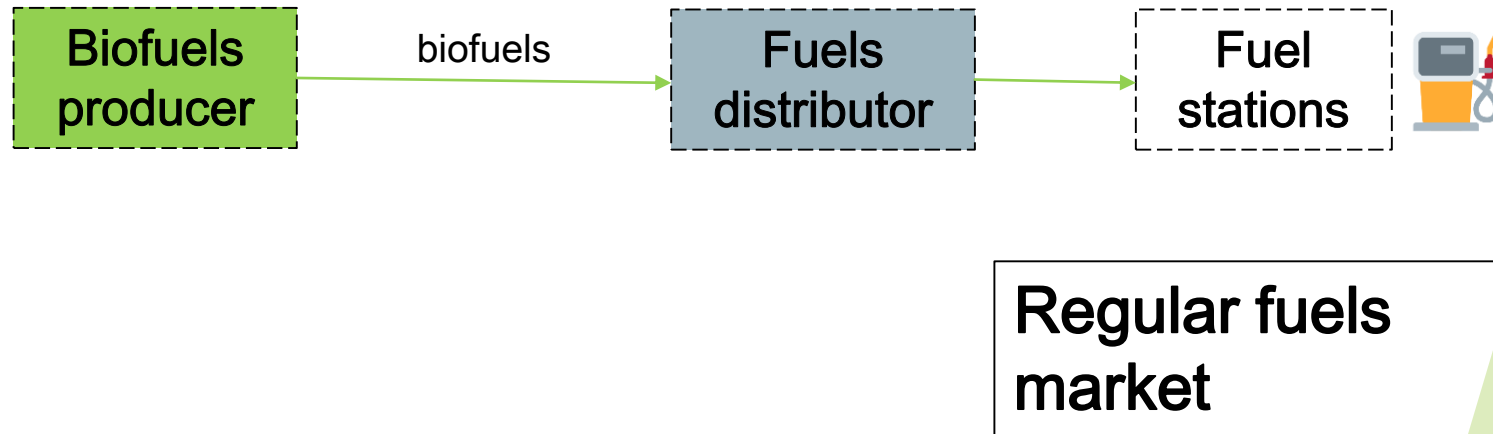 Biofuels
producer
biofuels
Fuels
distributor
Fuel
stations
Regular fuels
market